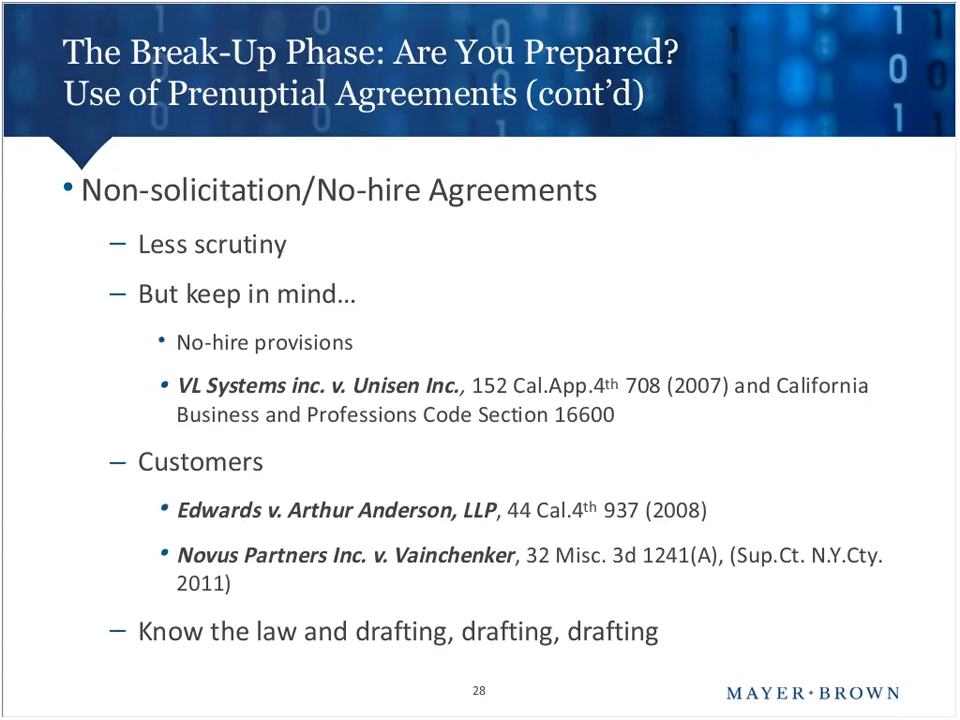 The Break-Up Phase: Are You Prepared?
Use of Prenuptial Agreements (cont’d)
• Non-solicitation/No-hire Agreements
– Less scrutiny
– But keep in mind…
• No-hire provisions
• VL Systems inc. v. Unisen Inc., 152 Cal.App.4th 708 (2007) and California
Business and Professions Code Section 16600
– Customers
• Edwards v. Arthur Anderson, LLP, 44 Cal.4th 937 (2008)
• Novus Partners Inc. v. Vainchenker, 32 Misc. 3d 1241(A), (Sup.Ct. N.Y.Cty.
2011)
– Know the law and drafting, drafting, drafting
28
MAYER•BROWN